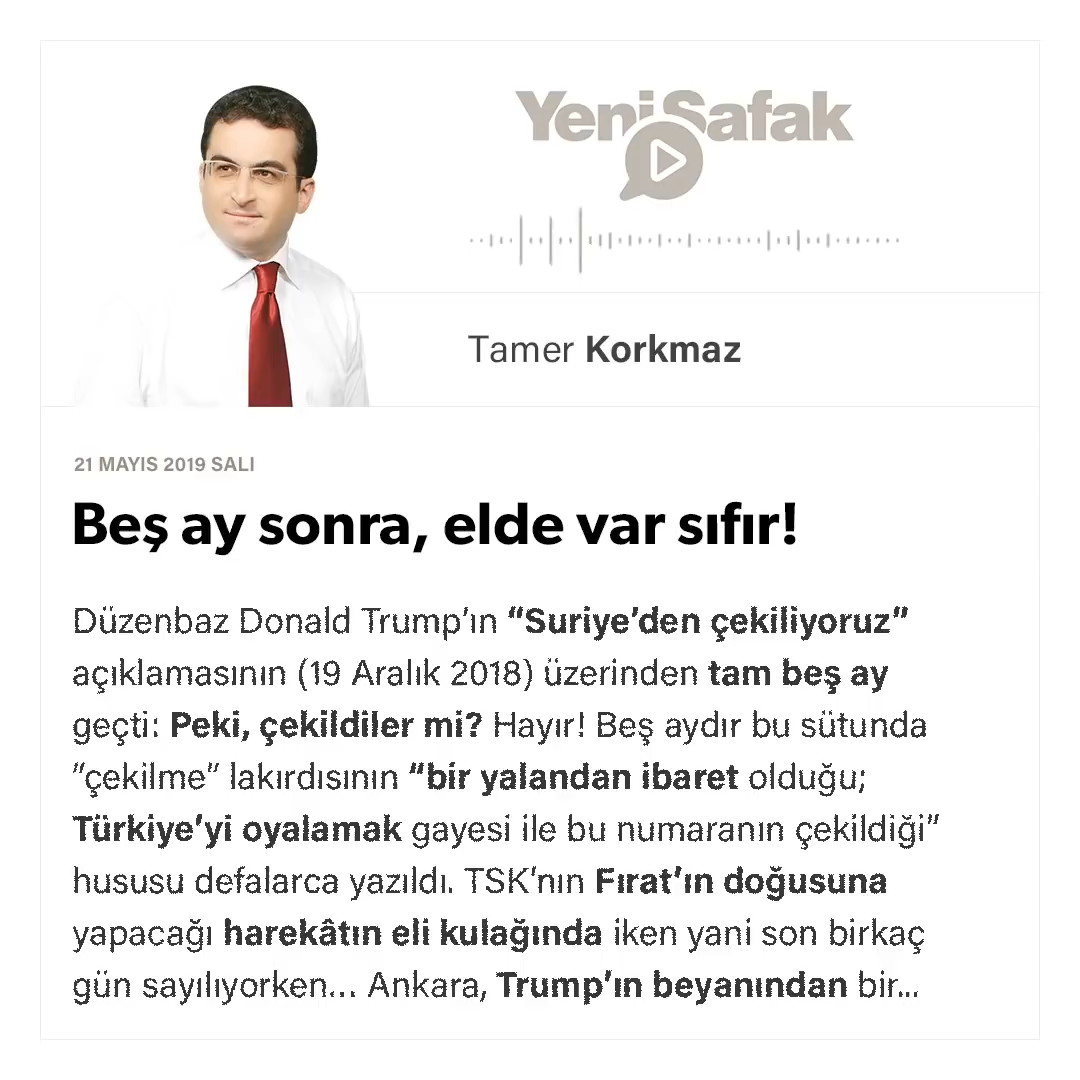 Yeni Şafak
Tamer Korkmaz
21 MAYIS 2019 SALI
Beş ay sonra, elde var sıfır!
Düzenbaz Donald Trump’ın “Suriye’den çekiliyoruz”
açıklamasının (19 Aralık 2018) üzerinden tam beş ay
geçti: Peki, çekildiler mi? Hayır! Beş aydır bu sütunda
“çekilme” lakırdısının “bir yalandan ibaret olduğu;
Türkiye’yi oyalamak gayesi ile bu numaranın çekildiği”
hususu defalarca yazıldı. TSK’nın Fırat’ın doğusuna
yapacağı harekâtın eli kulağında iken yani son birkaç
gün sayılıyorken... Ankara, Trump’ın beyanından bir...